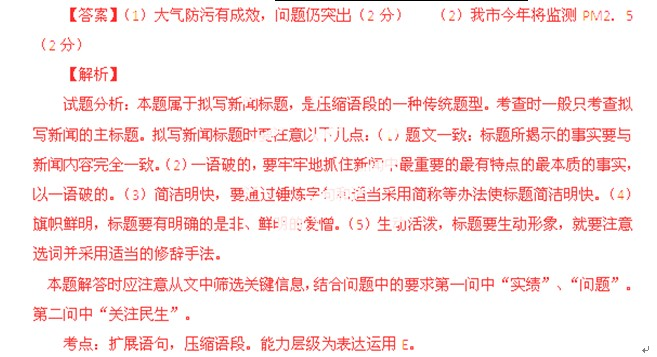 【答案】（1）大气防污有成效，问题仍突出（2分） （2）我市今年将监测 PM2. 5
（2分）
【解析】
试题分析：本题属于拟写新闻标题，是压缩语段的一种传统题型。考查时一般只考查拟
写新闻的主标题。拟写新闻标题时要注意以下几点：（1）题文一致：标题所揭示的事实要与
新闻内容完全一致。（2）一语破的，要牢牢地抓住新闻中最重要的最有特点的最本质的事实，
以一语破的。（3）简洁明快，要通过锤炼字句和适当采用简称等办法使标题简洁明快。（4）
旗帜鲜明，标题要有明确的是非、鲜明的爱憎。（5）生动活泼，标题要生动形象，就要注意
选词并采用适当的修辞手法。
本题解答时应注意从文中筛选关键信息，结合问题中的要求第一问中“实绩”、“问题”。
第二问中“关注民生”。
考点：扩展语句，压缩语段。能力层级为表达运用 E。